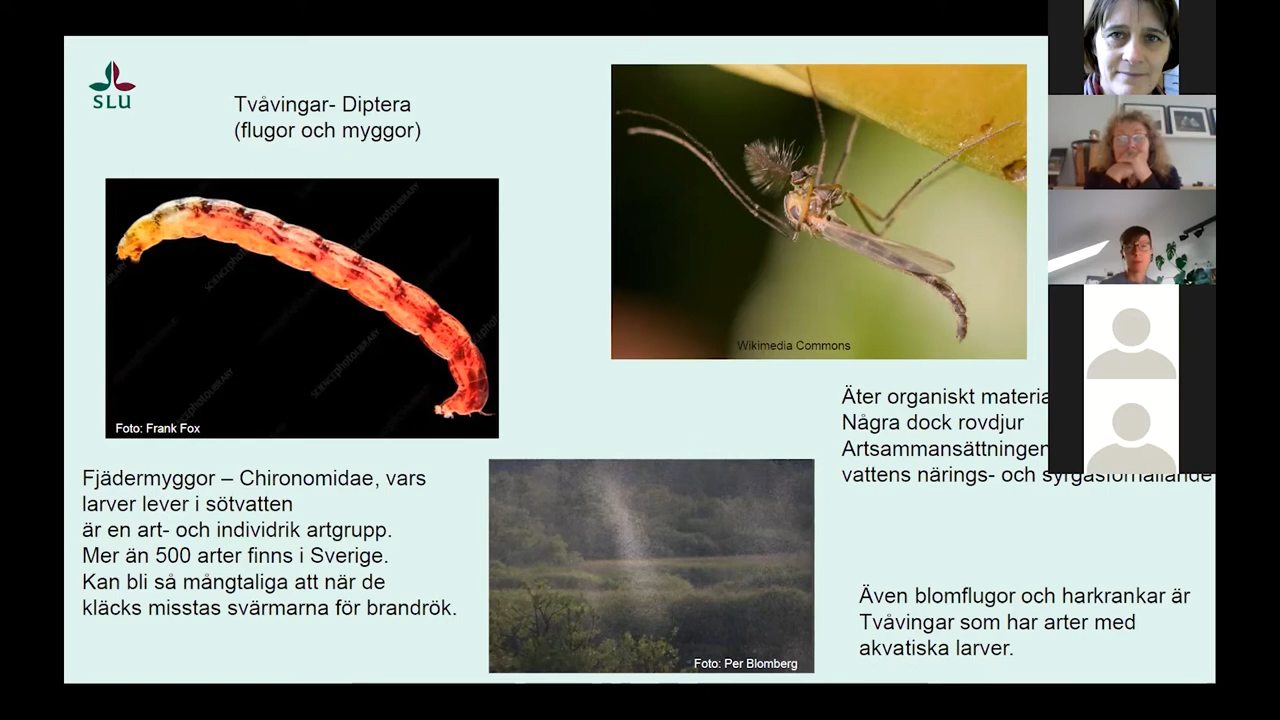 SLU
Tvåvingar- Diptera
(flugor och myggor)
SCIENCEphotOLIBRARY
Foto: Frank Fox
Wikimedia Commons
Fjädermyggor – Chironomidae, vars
larver lever i sötvatten
är en art- och individrik artgrupp.
Mer än 500 arter finns i Sverige.
Kan bli så mångtaliga att när de
kläcks misstas svärmarna för brandrök.
Foto: Per Blomberg
Äter organiskt
Några dock rovdjur
Artsammansättningen
vattens närings- och syrgasförhållande
Även blomflugor och harkrankar är
Tvåvingar som har arter med
akvatiska larver.